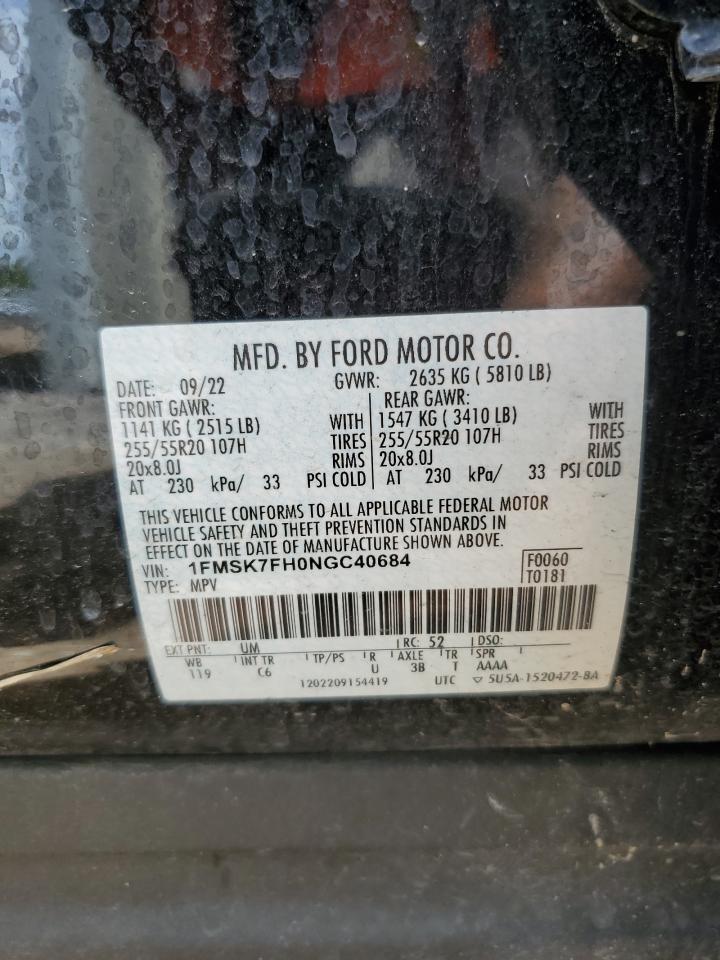 MFD. BY FORD MOTOR CO.
DATE: 09/22 GVWR: 2635 KG ( 5810 LB)
FRONT GAWR: REAR GAWR:
1141 KG ( 2515 LB) WITH 1547 KG ( 3410 LB) WITH
255/55R20 107H TIRES 255/55R20 107H TIRES
20x8.0J RIMS 20x8.0J RIMS
AT 230 kPa/ 33 PSI COLD AT 230 kPa/ 33 PSI COLD
THIS VEHICLE CONFORMS TO ALL APPLICABLE FEDERAL MOTOR
VEHICLE SAFETY AND THEFT PREVENTION STANDARDS IN
EFFECT ON THE DATE OF MANUFACTURE SHOWN ABOVE.
VIN: 1FMSK7FH0NGC40684 F0060
TYPE: MPV T0181
EXT PNT: UM RC: 52 DSO:
WB INT TR TP/PS R AXLE TR SPR
119 C6 U 3B T AAAA
1202209154419 UTC ▽ 5U5A-1520472-BA